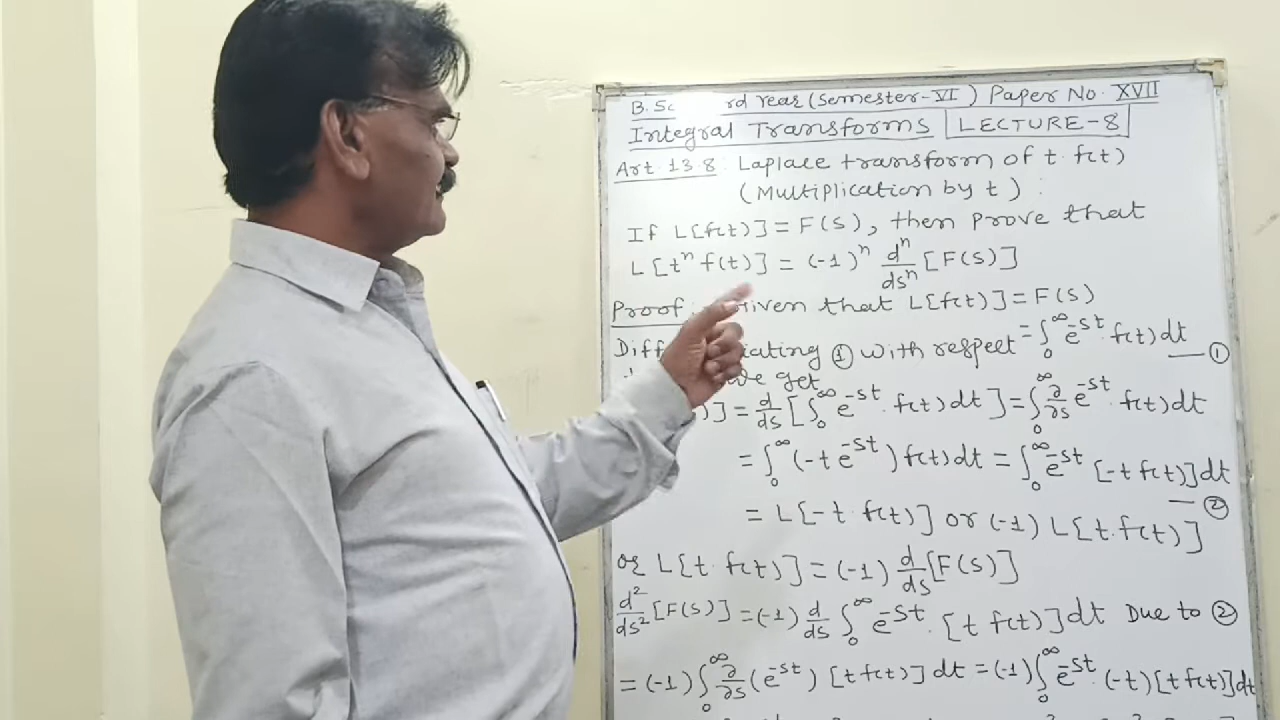 B.Sc rd Year (Semester-VI) Paper No. XVII
Integral Transforms LECTURE-8
Art. 13.8 Laplace transform of t. f(t)
(Multiplication by t) :
If L[f(t)] = F(S), then prove that
L[tⁿ f(t)] = (-1)ⁿ dⁿ/dsⁿ [F(S)]
Proof: Given that L[f(t)] = F(S)
= ∫₀^∞ e^-st. f(t) dt — ①
Differentiating ① with respect
we get
] = d/ds [∫₀^∞ e^-st. f(t) dt] = ∫₀^∞ ∂/∂s e^-st. f(t) dt
= ∫₀^∞ (-t e^-st) f(t) dt = ∫₀^∞ e^-st [-t f(t)] dt — ②
= L[-t. f(t)] or (-1) L[t. f(t)]
or L[t. f(t)] = (-1) d/ds [F(S)]
d²/ds² [F(S)] = (-1) d/ds ∫₀^∞ e^-st. [t f(t)] dt Due to ②
= (-1) ∫₀^∞ ∂/∂s (e^-st) [t f(t)] dt = (-1) ∫₀^∞ e^-st. (-t) [t f(t)] dt